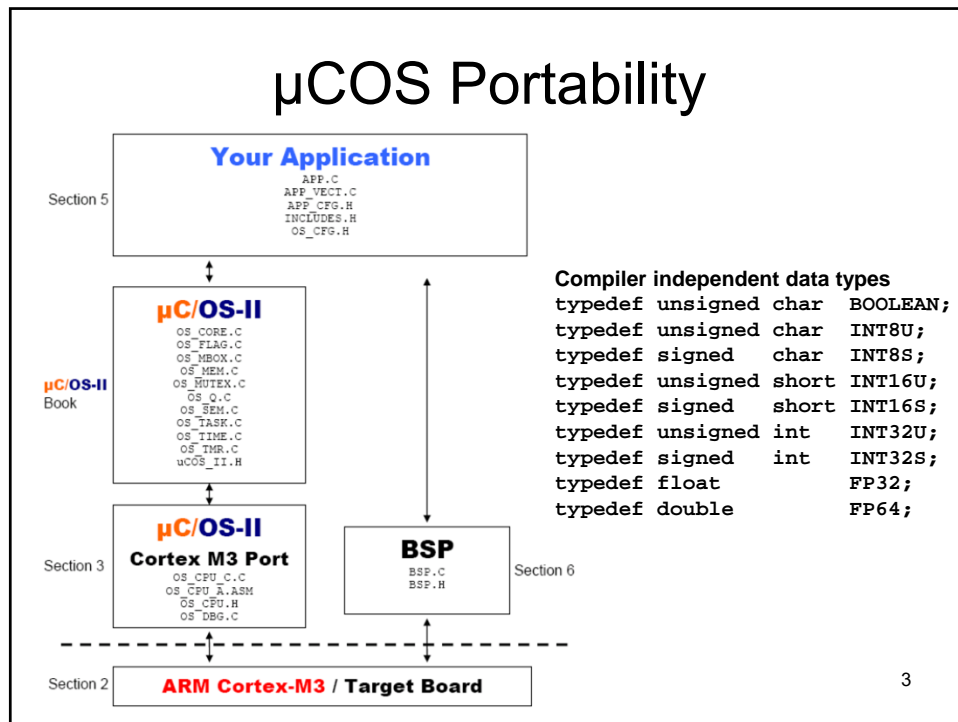 µCOS Portability
Your Application
APP.C
APP_VECT.C
APP_CFG.H
INCLUDES.H
OS_CFG.H
Section 5
µC/OS-II
OS_CORE.C
OS_FLAG.C
OS_MBOX.C
OS_MEM.C
OS_MUTEX.C
OS_Q.C
OS_SEM.C
OS_TASK.C
OS_TIME.C
OS_TMR.C
uCOS_II.H
µC/OS-II
Book
Compiler independent data types
typedef unsigned char BOOLEAN;
typedef unsigned char INT8U;
typedef signed char INT8S;
typedef unsigned short INT16U;
typedef signed short INT16S;
typedef unsigned int INT32U;
typedef signed int INT32S;
typedef float FP32;
typedef double FP64;
µC/OS-II
Cortex M3 Port
OS_CPU_C.C
OS_CPU_A.ASM
OS_CPU.H
OS_DBG.C
Section 3
BSP
BSP.C
BSP.H
Section 6
Section 2
ARM Cortex-M3 / Target Board
3